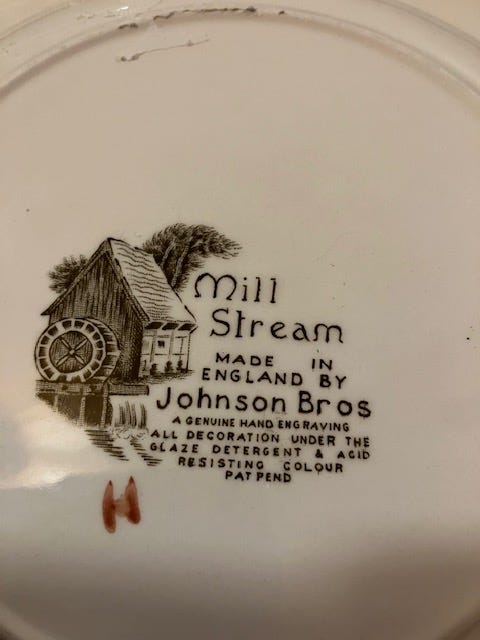 Mill
Stream
MADE IN
ENGLAND BY
Johnson Bros
A GENUINE HAND ENGRAVING
ALL DECORATION UNDER THE
GLAZE DETERGENT & ACID
RESISTING COLOUR
PAT PEND
H